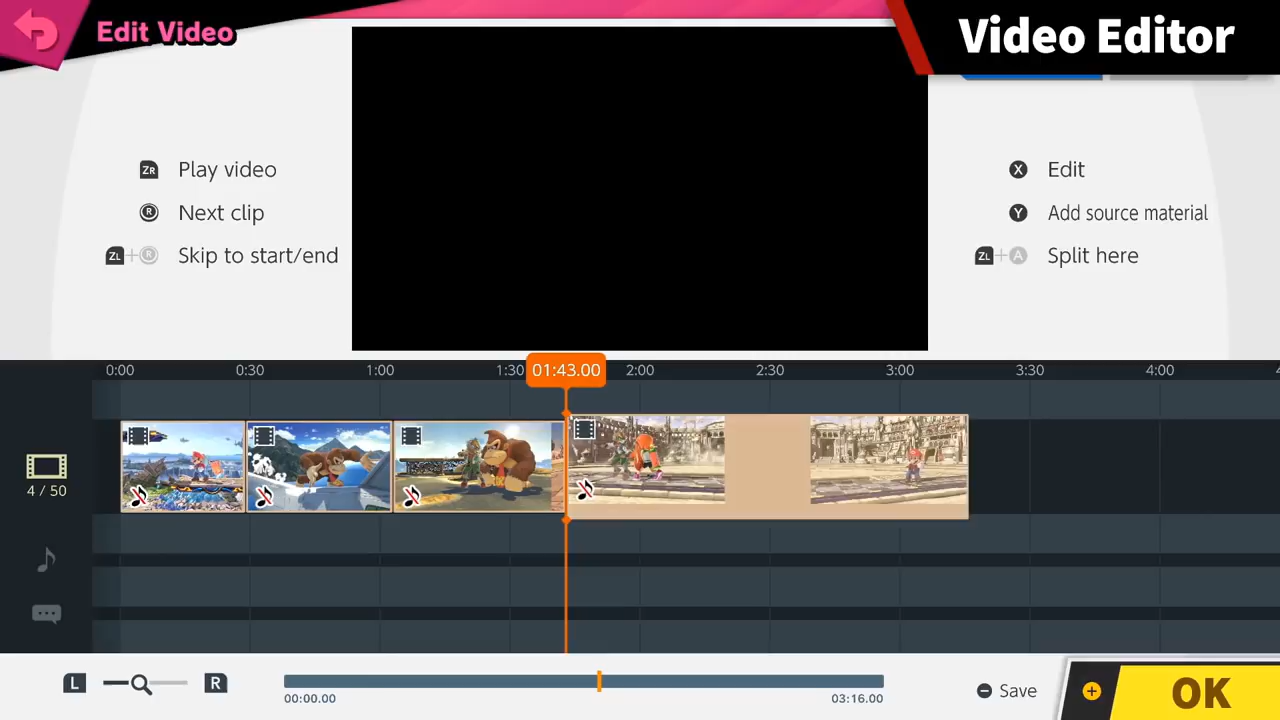 Edit Video
Video Editor
ZR Play video
R Next clip
ZL+R Skip to start/end
X Edit
Y Add source material
ZL+A Split here
0:00 0:30 1:00 1:30 01:43.00 2:00 2:30 3:00 3:30 4:00
4 / 50
L R
00:00.00 03:16.00
Save
OK